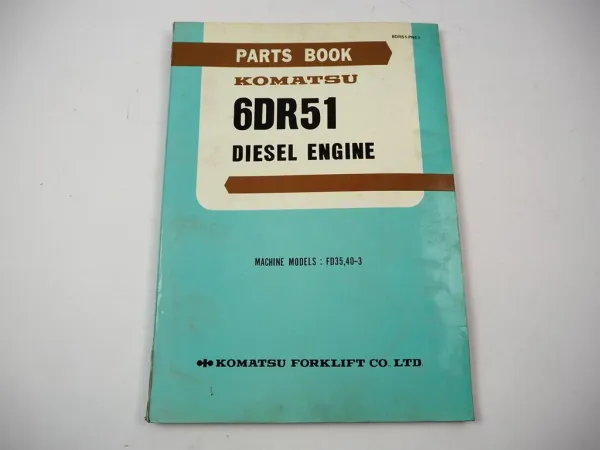 PARTS BOOK
KOMATSU
6DR51
DIESEL ENGINE
MACHINE MODELS : FD35,40-3
KOMATSU FORKLIFT CO. LTD.